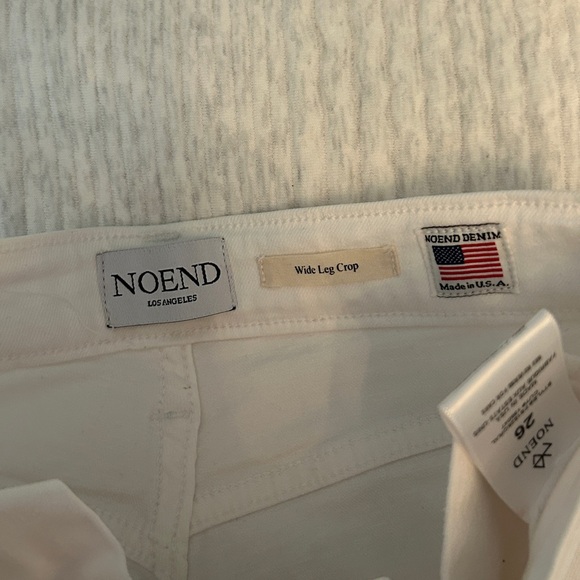 NOEND
LOS ANGELES
Wide Leg Crop
NOEND DENIM
Made in U.S.A.
NOEND
26